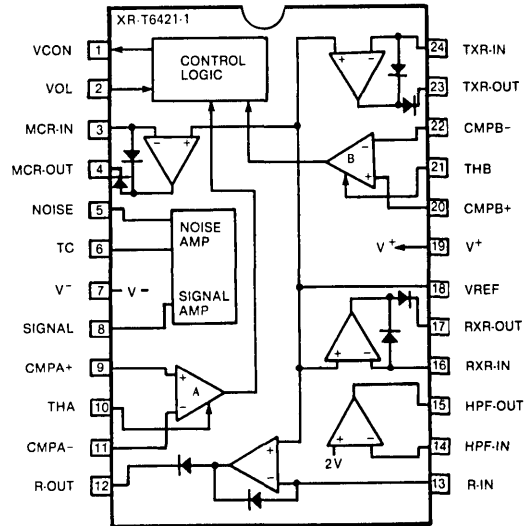 XR-T6421-1
VCON 1
VOL 2
MCR-IN 3
MCR-OUT 4
NOISE 5
TC 6
V- 7
SIGNAL 8
CMPA+ 9
THA 10
CMPA- 11
R-OUT 12
CONTROL
LOGIC
+ -
- +
NOISE
AMP
SIGNAL
AMP
V-
+
A
-
B
-
+
V+
+ -
+ -
2V
+
-
24 TXR-IN
23 TXR-OUT
22 CMPB-
21 THB
20 CMPB+
19 V+
18 VREF
17 RXR-OUT
16 RXR-IN
15 HPF-OUT
14 HPF-IN
13 R-IN